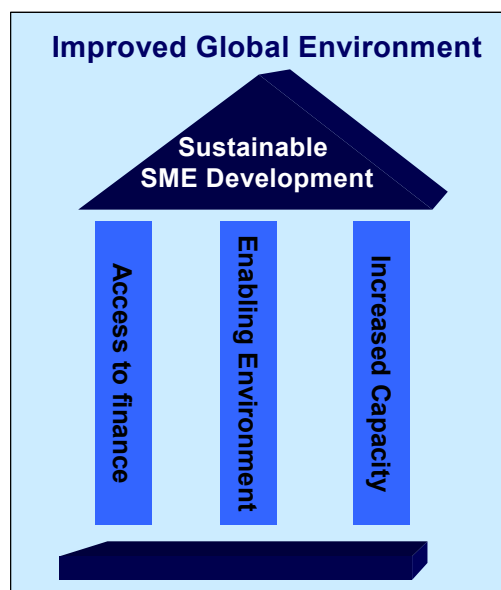 Improved Global Environment
Sustainable
SME Development
Access to finance
Enabling Environment
Increased Capacity